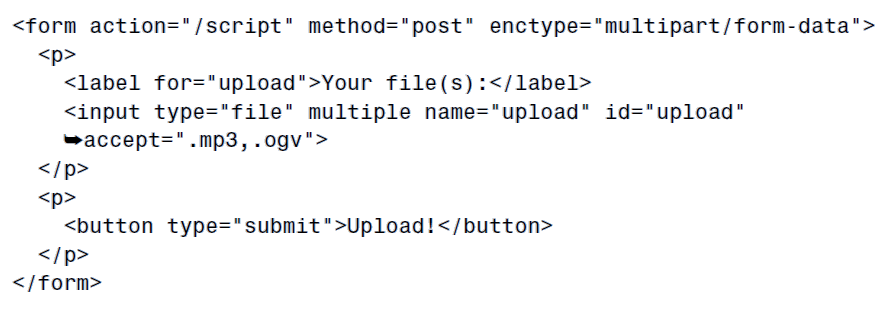 <form action="/script" method="post" enctype="multipart/form-data">
  <p>
    <label for="upload">Your file(s):</label>
    <input type="file" multiple name="upload" id="upload"
    ➥accept=".mp3,.ogv">
  </p>
  <p>
    <button type="submit">Upload!</button>
  </p>
</form>